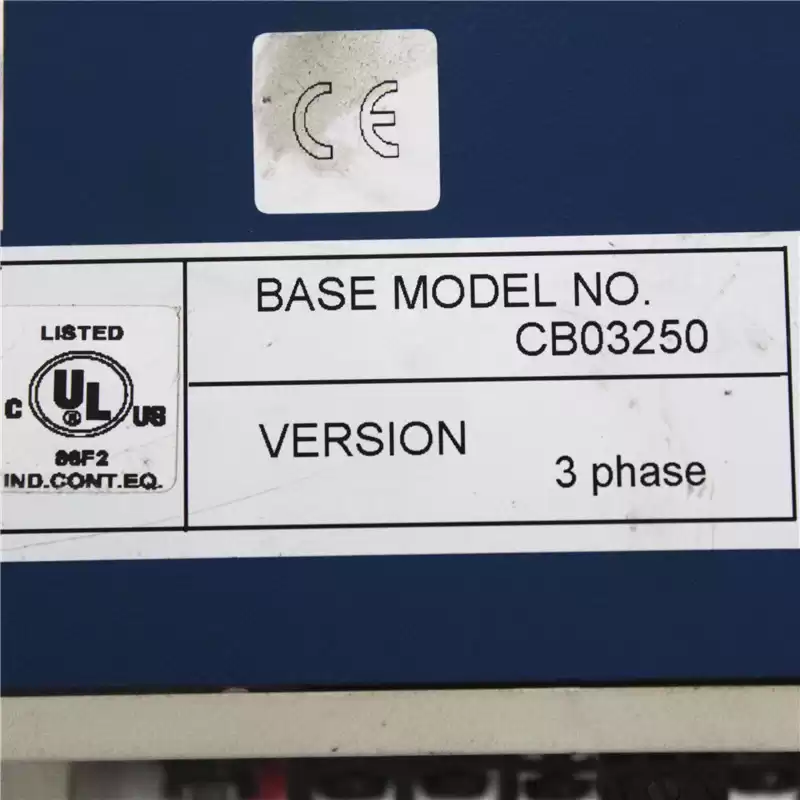 CE
LISTED
C UL ® US
86F2
IND.CONT.EQ.
BASE MODEL NO.
CB03250
VERSION
3 phase